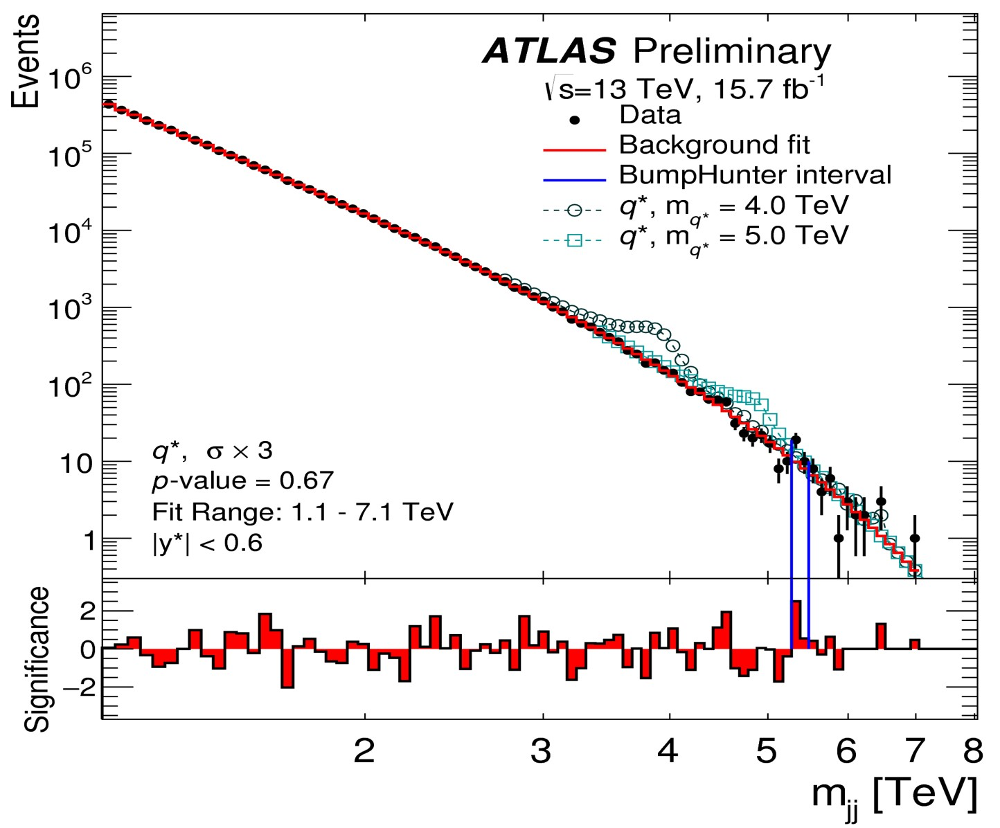 Events
10^6
10^5
10^4
10^3
10^2
10
1
ATLAS Preliminary
√s=13 TeV, 15.7 fb^-1
Data
Background fit
BumpHunter interval
q*, m_q* = 4.0 TeV
q*, m_q* = 5.0 TeV
q*, σ × 3
p-value = 0.67
Fit Range: 1.1 - 7.1 TeV
|y*| < 0.6
Significance
2
0
−2
2 3 4 5 6 7 8
m_jj [TeV]